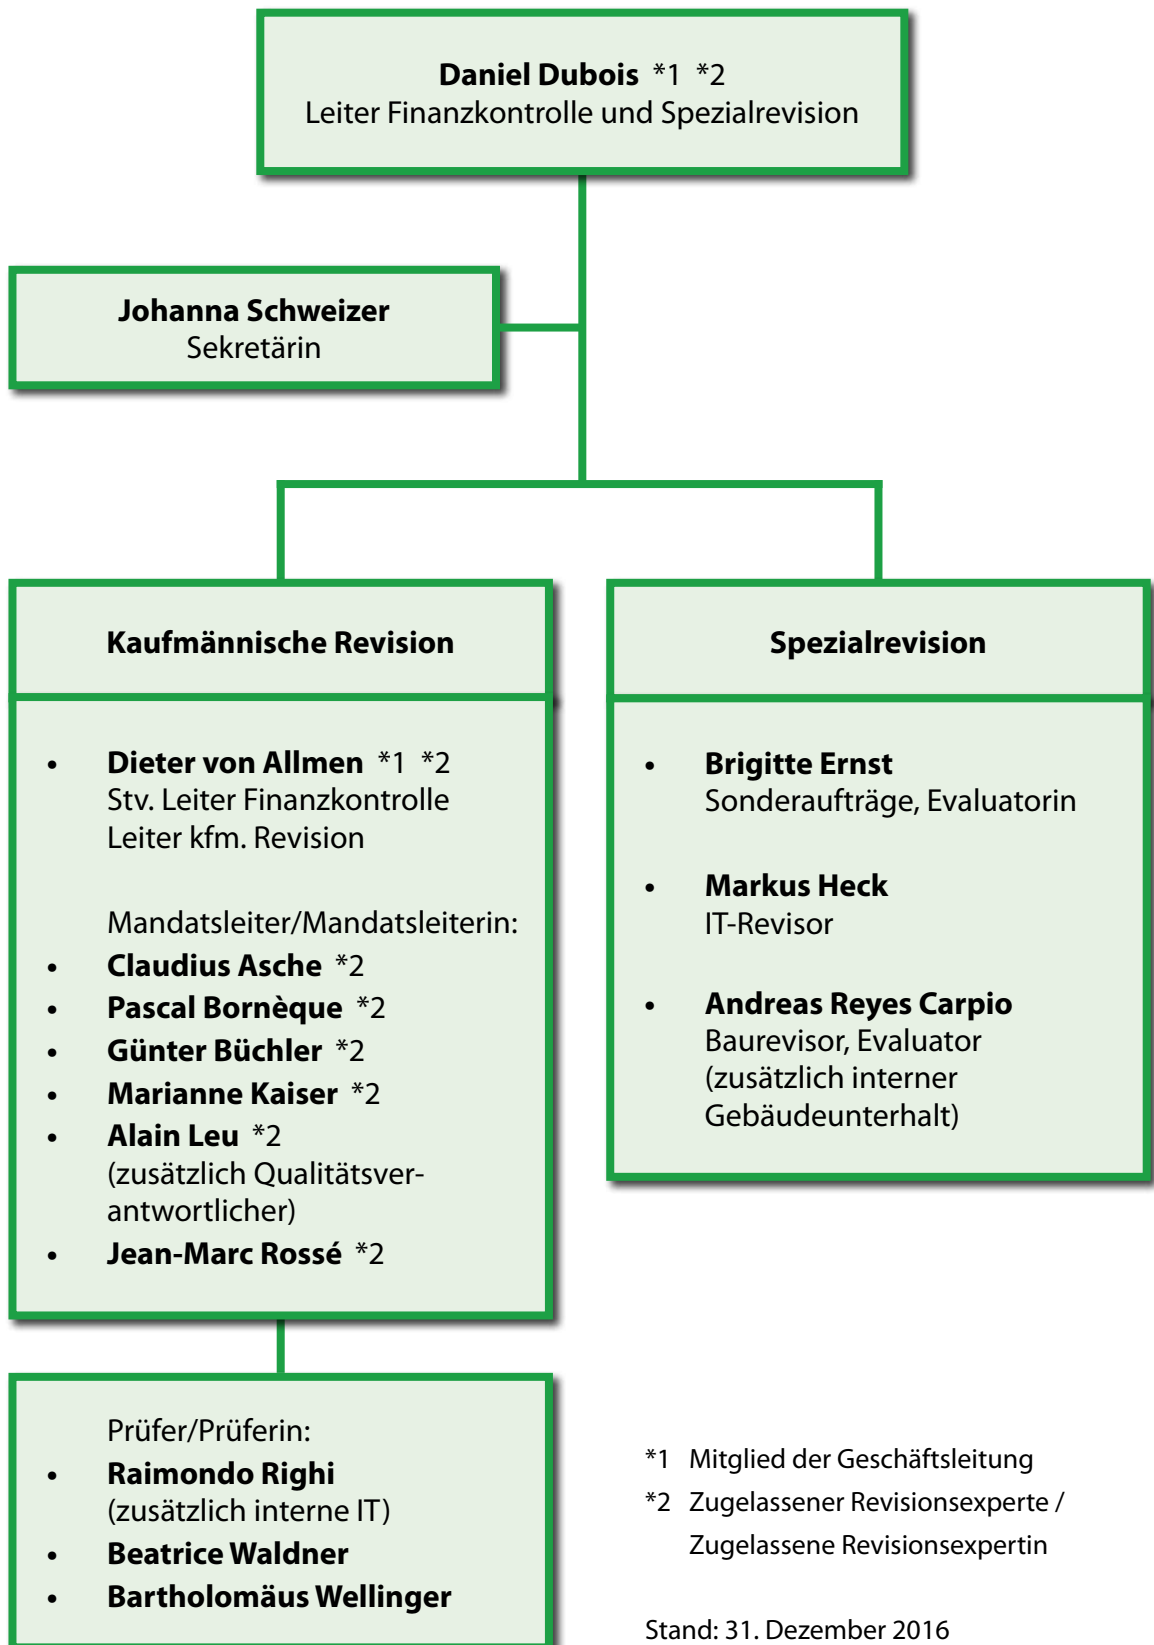 Daniel Dubois *1 *2
Leiter Finanzkontrolle und Spezialrevision
Johanna Schweizer
Sekretärin
Kaufmännische Revision
• Dieter von Allmen *1 *2
Stv. Leiter Finanzkontrolle
Leiter kfm. Revision
Mandatsleiter/Mandatsleiterin:
• Claudius Asche *2
• Pascal Bornèque *2
• Günter Büchler *2
• Marianne Kaiser *2
• Alain Leu *2
(zusätzlich Qualitätsver-
antwortlicher)
• Jean-Marc Rossé *2
Prüfer/Prüferin:
• Raimondo Righi
(zusätzlich interne IT)
• Beatrice Waldner
• Bartholomäus Wellinger
Spezialrevision
• Brigitte Ernst
Sonderaufträge, Evaluatorin
• Markus Heck
IT-Revisor
• Andreas Reyes Carpio
Baurevisor, Evaluator
(zusätzlich interner
Gebäudeunterhalt)
*1 Mitglied der Geschäftsleitung
*2 Zugelassener Revisionsexperte /
Zugelassene Revisionsexpertin
Stand: 31. Dezember 2016